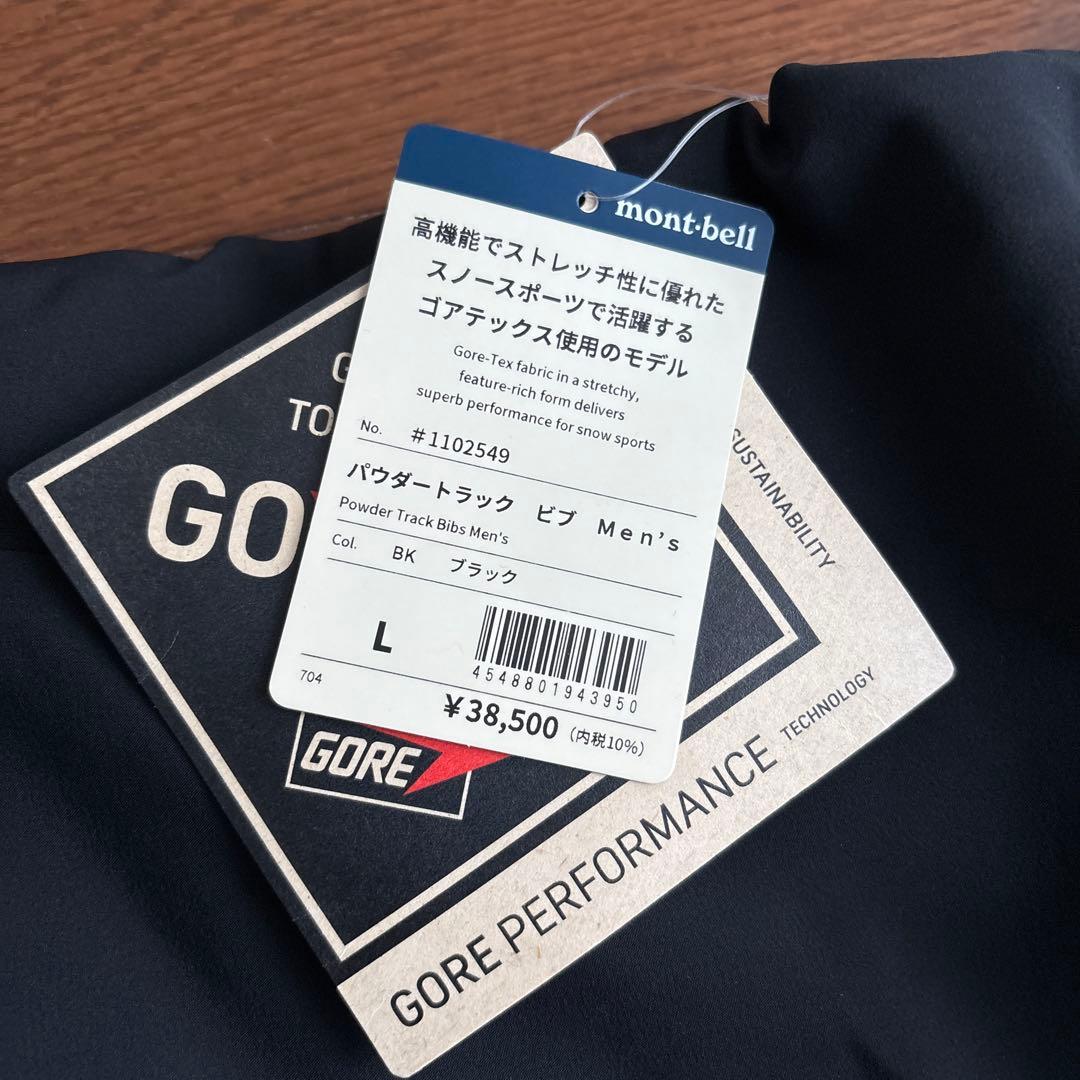 mont·bell
高機能でストレッチ性に優れた
スノースポーツで活躍する
ゴアテックス使用のモデル
Gore-Tex fabric in a stretchy,
feature-rich form delivers
superb performance for snow sports
No. #1102549
パウダートラック ビブ Men's
Powder Track Bibs Men's
Col. BK ブラック
L
4548801943950
704
¥38,500 (内税10%)
GORE
SUSTAINABILITY
GORE PERFORMANCE TECHNOLOGY